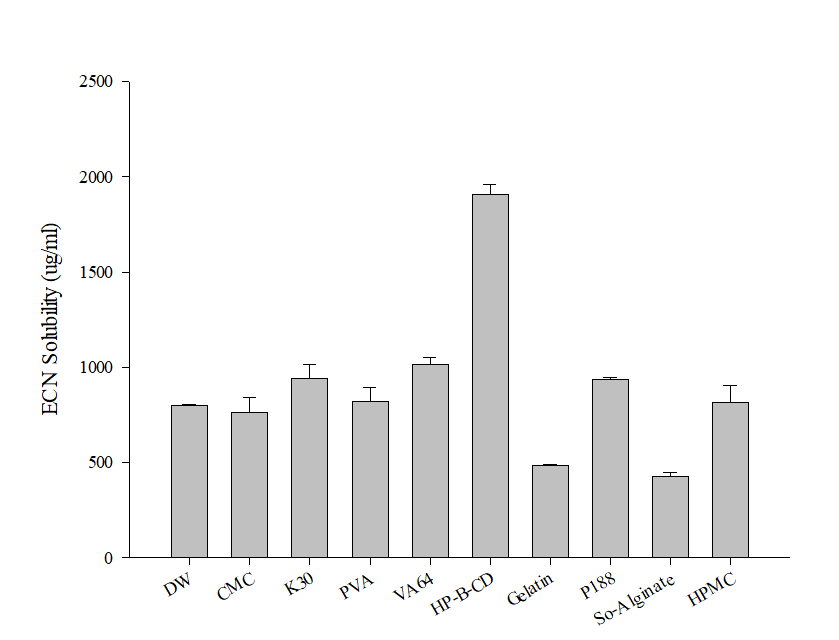 2500
2000
1500
1000
500
0
ECN Solubility (ug/ml)
DW
CMC
K30
PVA
VA64
HP-B-CD
Gelatin
P188
So-Alginate
HPMC